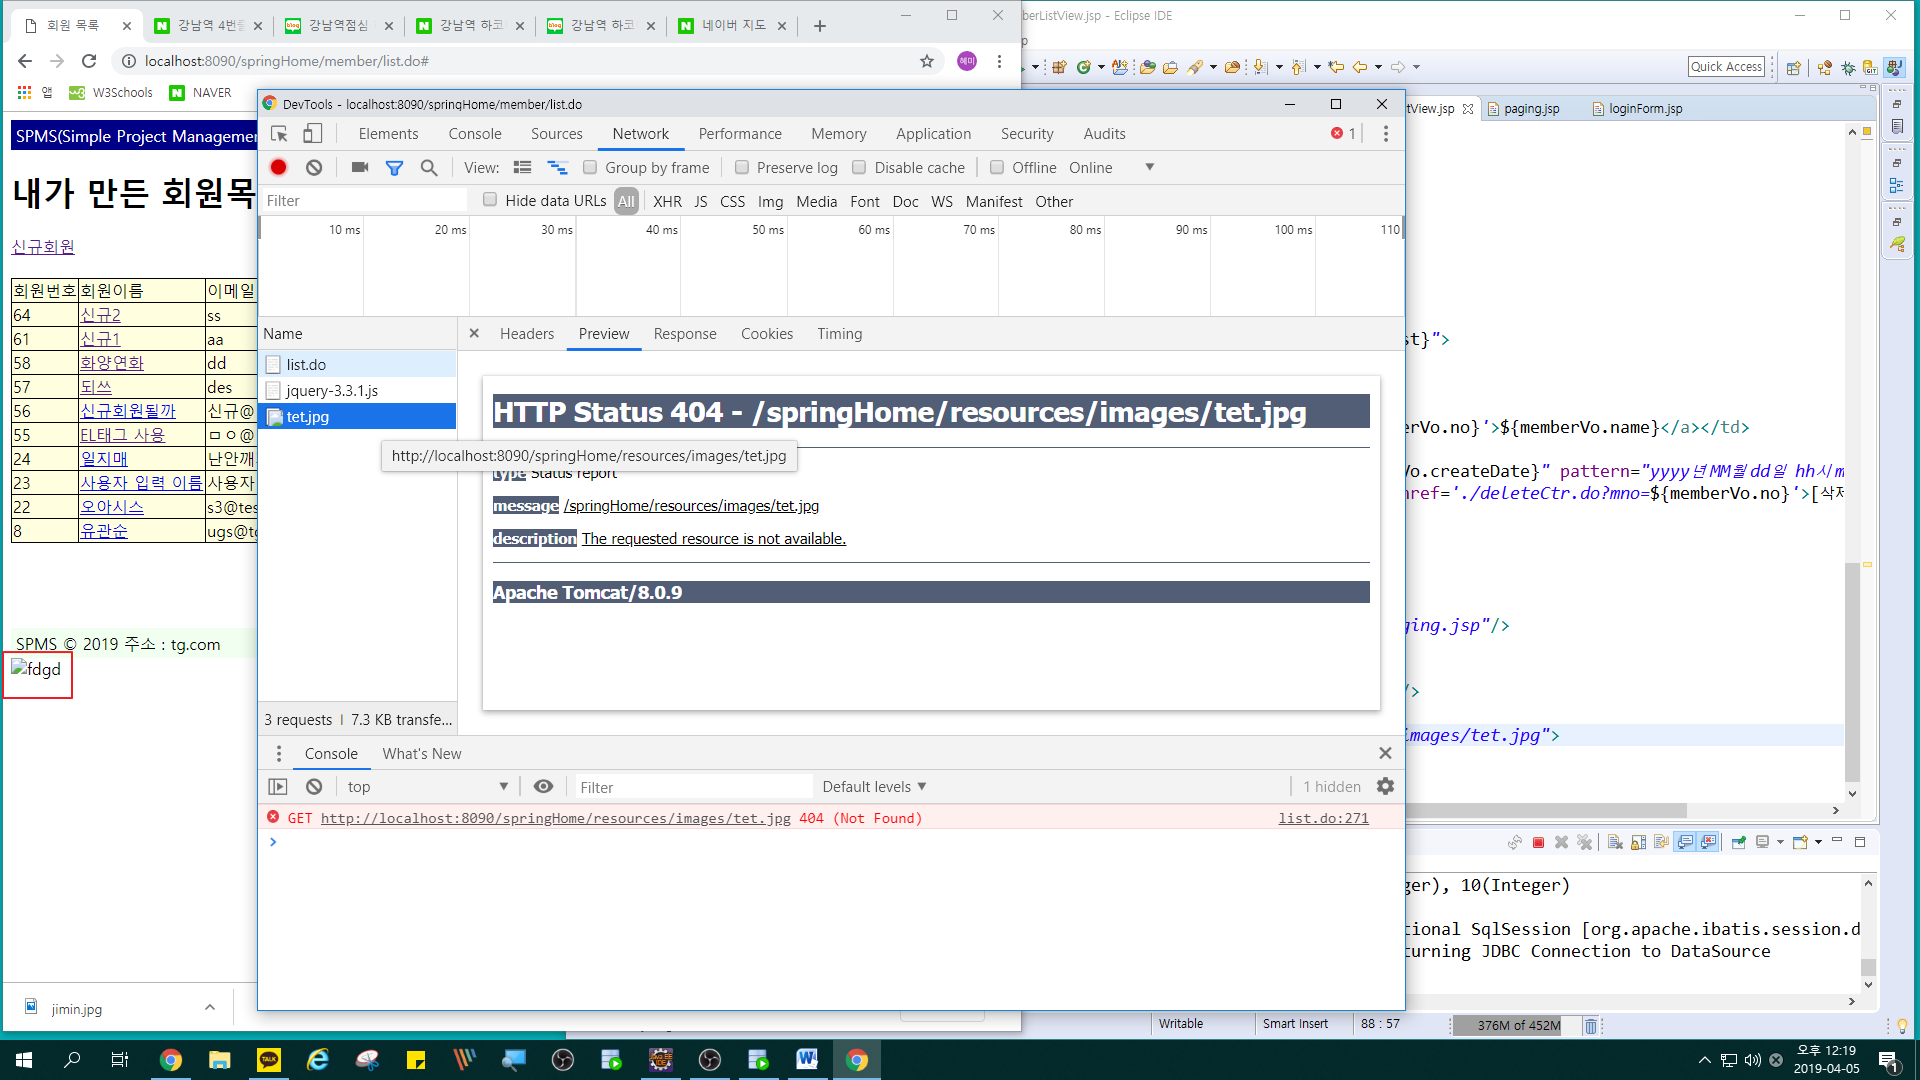 회원 목록
강남역 4번
강남역점심
강남역 하코
강남역 하코
네이버 지도
berListView.jsp - Eclipse IDE
localhost:8090/springHome/member/list.do#
혜미
Quick Access
앱
W3Schools
NAVER
DevTools - localhost:8090/springHome/member/list.do
tView.jsp
paging.jsp
loginForm.jsp
SPMS(Simple Project Managemen
Elements
Console
Sources
Network
Performance
Memory
Application
Security
Audits
1
View:
Group by frame
Preserve log
Disable cache
Offline
Online
내가 만든 회원목
Filter
Hide data URLs
All
XHR
JS
CSS
Img
Media
Font
Doc
WS
Manifest
Other
10 ms
20 ms
30 ms
40 ms
50 ms
60 ms
70 ms
80 ms
90 ms
100 ms
110
신규회원
회원번호 회원이름 이메일
64 신규2 ss
61 신규1 aa
58 화양연화 dd
57 되쓰 des
56 신규회원될까 신규@
55 EL태그 사용 ㅁㅇ@
24 일지매 난안깨
23 사용자 입력 이름 사용자
22 오아시스 s3@tes
8 유관순 ugs@tg
Name
Headers
Preview
Response
Cookies
Timing
list.do
jquery-3.3.1.js
tet.jpg
HTTP Status 404 - /springHome/resources/images/tet.jpg
http://localhost:8090/springHome/resources/images/tet.jpg
type Status report
message /springHome/resources/images/tet.jpg
description The requested resource is not available.
Apache Tomcat/8.0.9
st}">
erVo.no}'>${memberVo.name}</a></td>
Vo.createDate}" pattern="yyyy년MM월dd일 hh시m
href='./deleteCtr.do?mno=${memberVo.no}'>[삭제
ging.jsp"/>
/>
images/tet.jpg">
SPMS © 2019 주소 : tg.com
fdgd
3 requests
7.3 KB transfe...
Console
What's New
top
Filter
Default levels
1 hidden
GET http://localhost:8090/springHome/resources/images/tet.jpg 404 (Not Found)
list.do:271
ger), 10(Integer)
tional SqlSession [org.apache.ibatis.session.d
turning JDBC Connection to DataSource
jimin.jpg
Writable
Smart Insert
88 : 57
376M of 452M
TALK
오후 12:19
2019-04-05
1